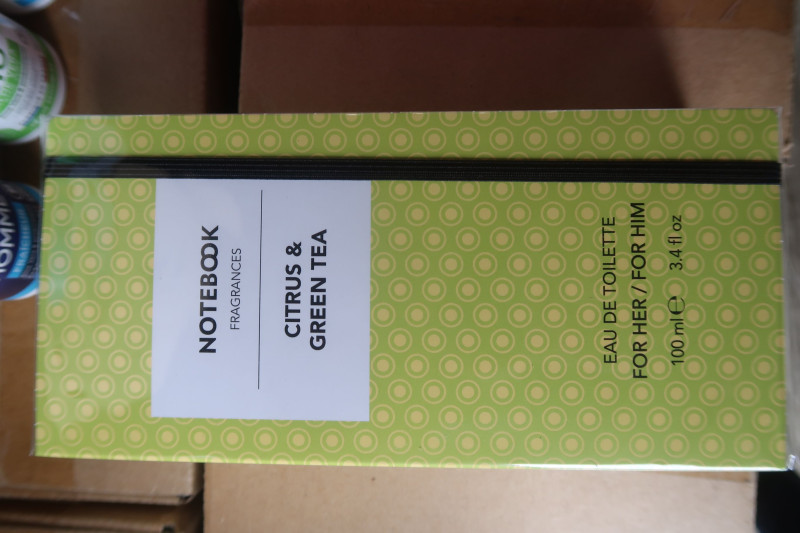 NOTEBOOK
FRAGRANCES
CITRUS &
GREEN TEA
EAU DE TOILETTE
FOR HER / FOR HIM
100 ml ℮ 3.4 fl oz